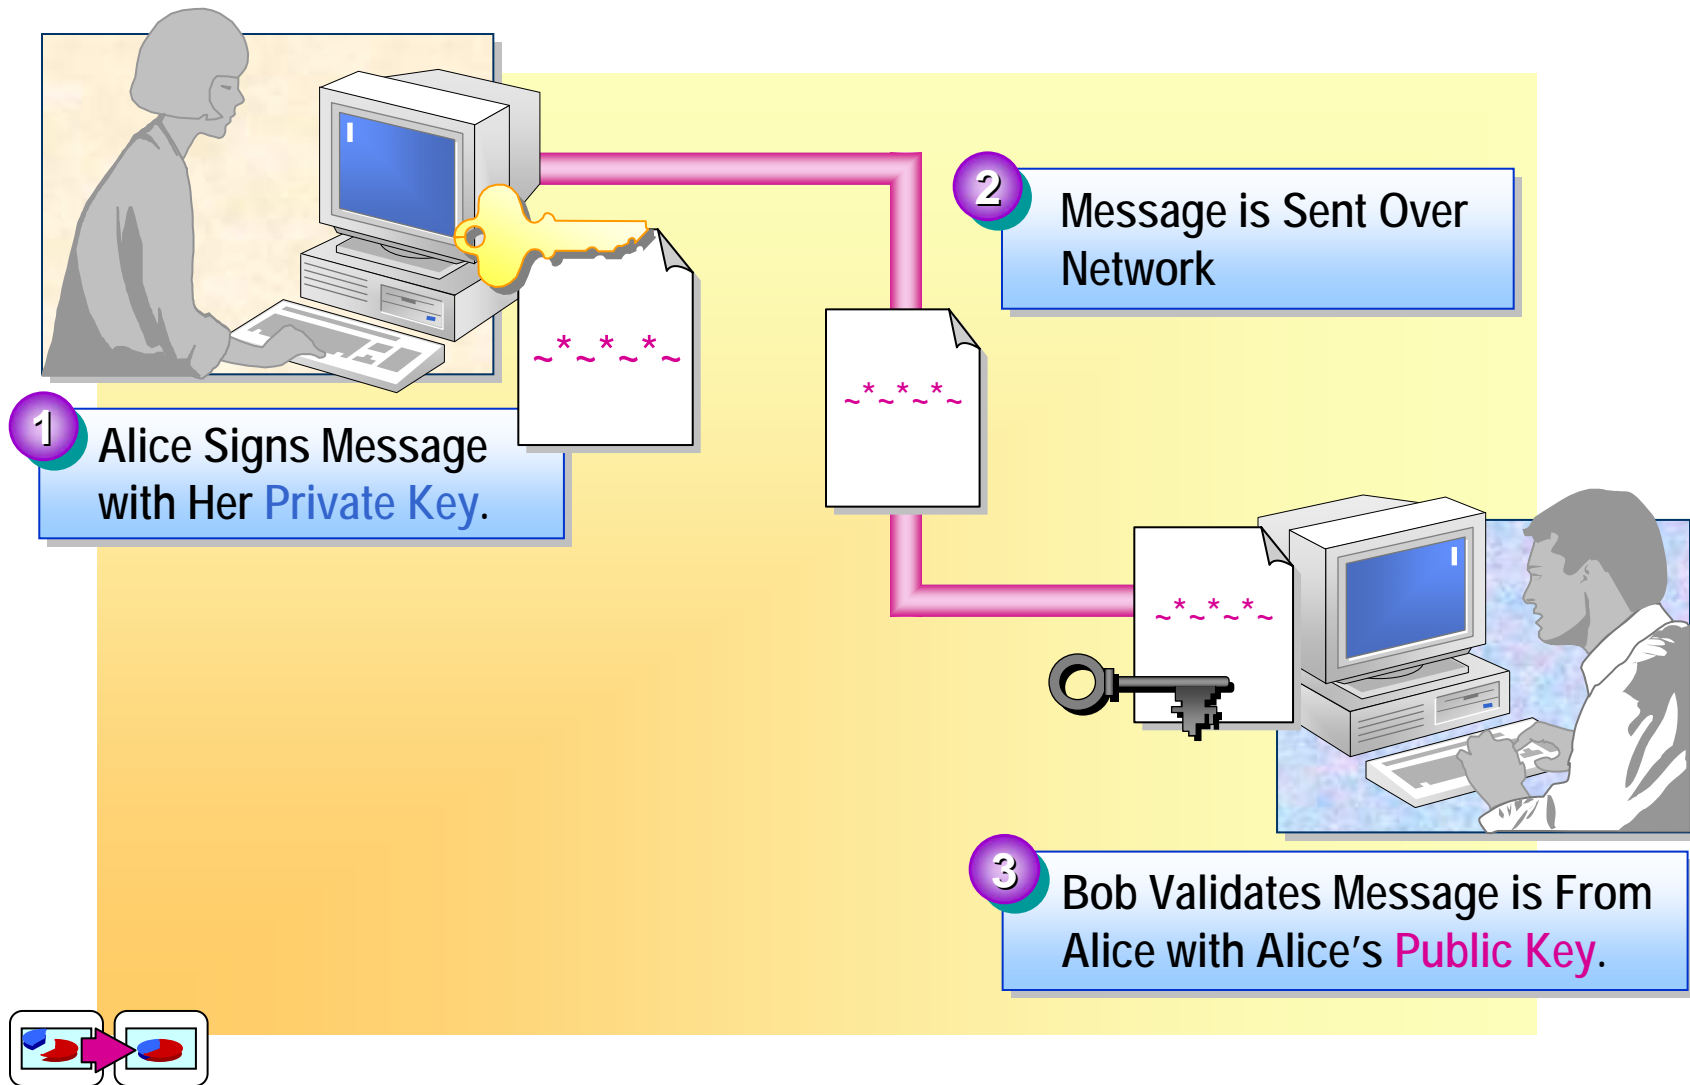 1
Alice Signs Message
with Her Private Key.
~*~*~*~
2
Message is Sent Over
Network
~*~*~*~
~*~*~*~
3
Bob Validates Message is From
Alice with Alice’s Public Key.